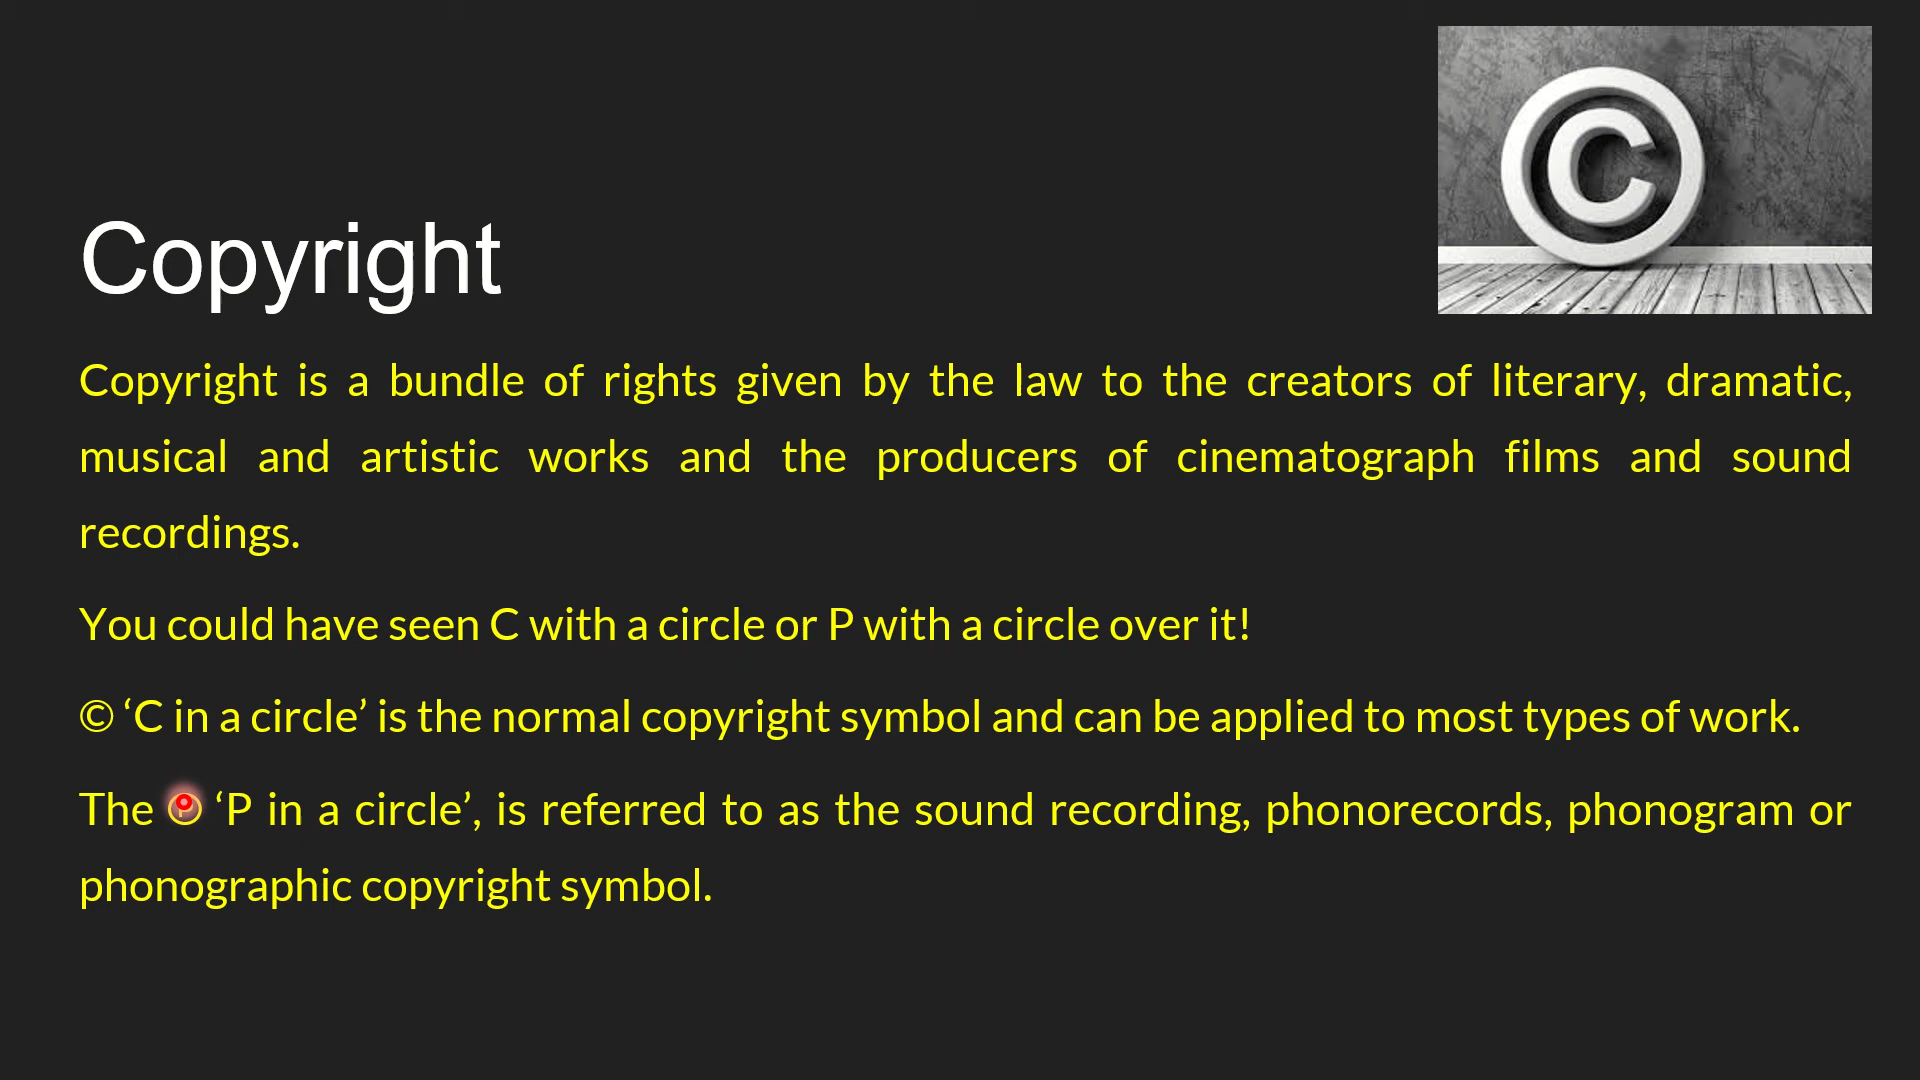 ©
Copyright
Copyright is a bundle of rights given by the law to the creators of literary, dramatic,
musical and artistic works and the producers of cinematograph films and sound
recordings.
You could have seen C with a circle or P with a circle over it!
© ‘C in a circle’ is the normal copyright symbol and can be applied to most types of work.
The ℗ ‘P in a circle’, is referred to as the sound recording, phonorecords, phonogram or
phonographic copyright symbol.